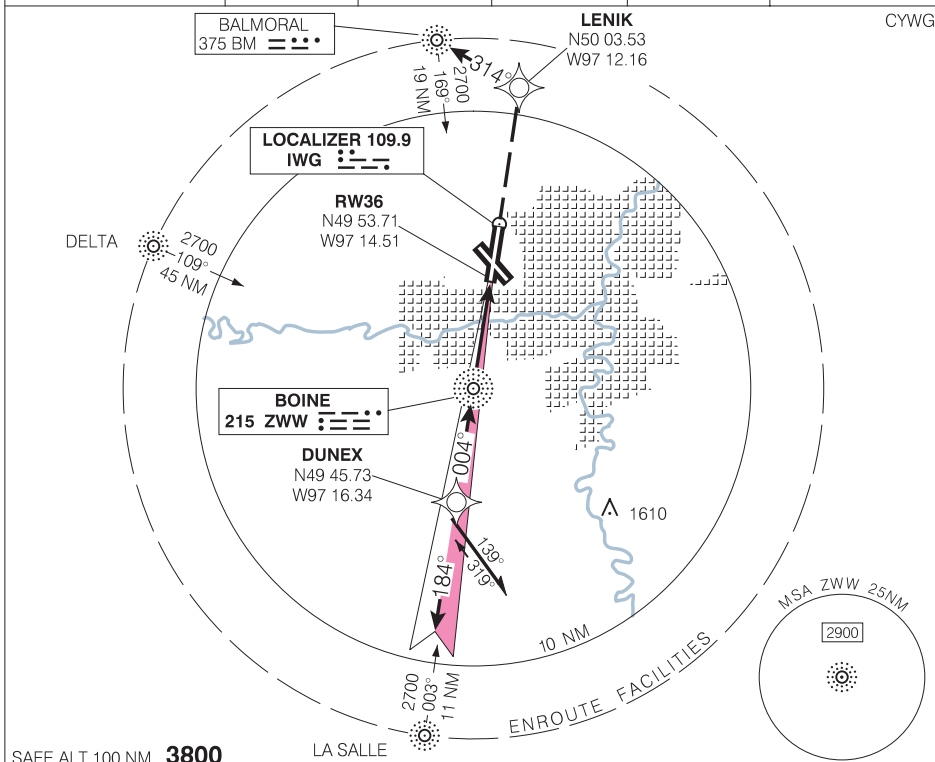 BALMORAL
375 BM
LENIK
N50 03.53
W97 12.16
CYWG
314°
2700
169°
19 NM
LOCALIZER 109.9
IWG
RW36
N49 53.71
W97 14.51
DELTA
2700
109°
45 NM
BOINE
215 ZWW
DUNEX
N49 45.73
W97 16.34
004°
139°
319°
184°
1610
10 NM
ENROUTE FACILITIES
2700
003°
11 NM
LA SALLE
MSA ZWW 25NM
2900
SAFE ALT 100 NM 3800